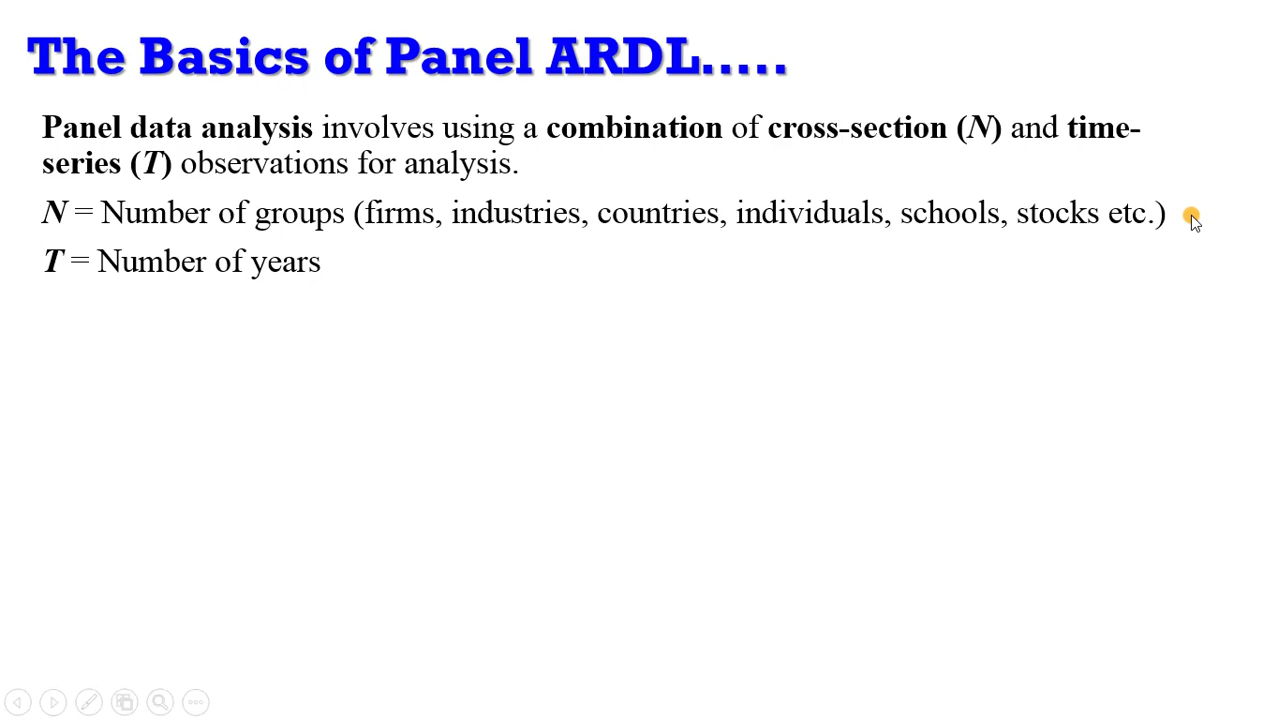 The Basics of Panel ARDL.....
Panel data analysis involves using a combination of cross-section (N) and time-
series (T) observations for analysis.
N = Number of groups (firms, industries, countries, individuals, schools, stocks etc.)
T = Number of years